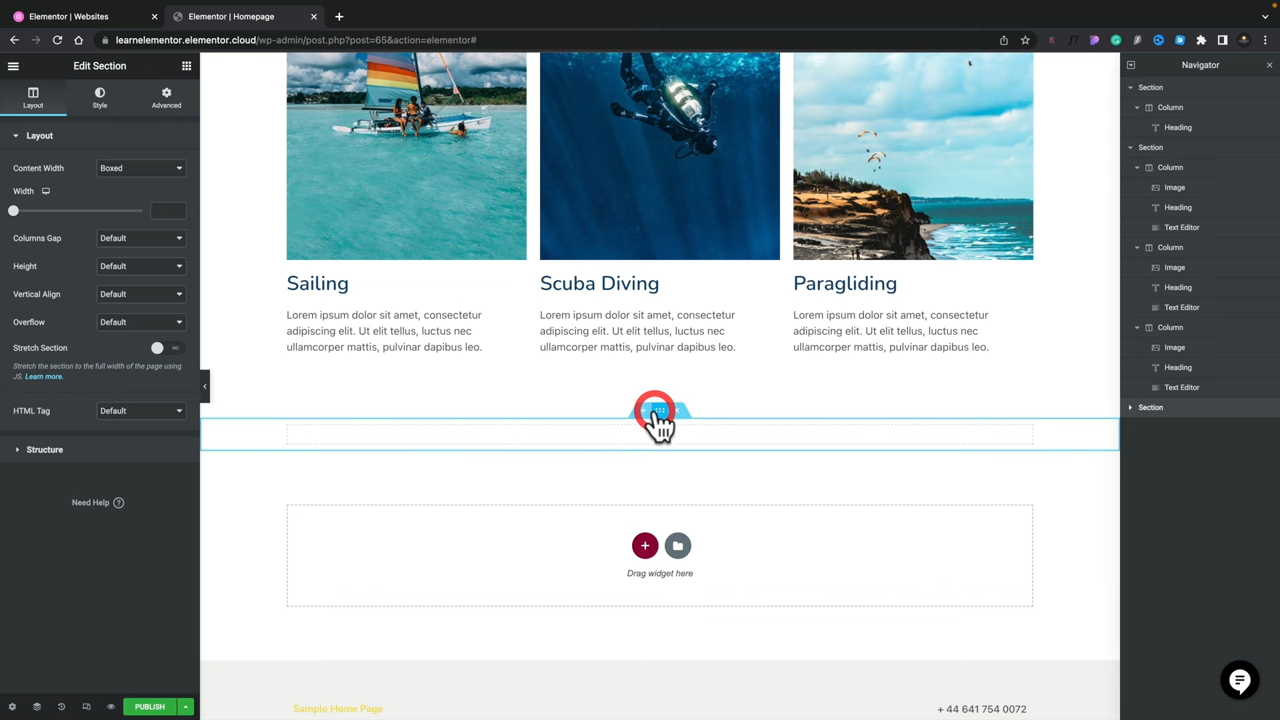 Elementor | Websites
Elementor | Homepage
learnelementor.elementor.cloud/wp-admin/post.php?post=65&action=elementor#
Edit Section
Layout
Style
Advanced
Layout
Content Width
Boxed
Width
Columns Gap
Default
Height
Default
Vertical Align
Default
Overflow
Default
Stretch Section
NO
Stretch the section to the full width of the page using
JS. Learn more.
HTML Tag
Default
Structure
Need Help
PUBLISH
Sailing
Lorem ipsum dolor sit amet, consectetur
adipiscing elit. Ut elit tellus, luctus nec
ullamcorper mattis, pulvinar dapibus leo.
Scuba Diving
Lorem ipsum dolor sit amet, consectetur
adipiscing elit. Ut elit tellus, luctus nec
ullamcorper mattis, pulvinar dapibus leo.
Paragliding
Lorem ipsum dolor sit amet, consectetur
adipiscing elit. Ut elit tellus, luctus nec
ullamcorper mattis, pulvinar dapibus leo.
Drag widget here
Sample Home Page
+ 44 641 754 0072
Navigator
Section
Column
Heading
Section
Column
Image
Heading
Text Editor
Column
Image
Heading
Text Editor
Column
Image
Heading
Text Editor
Section